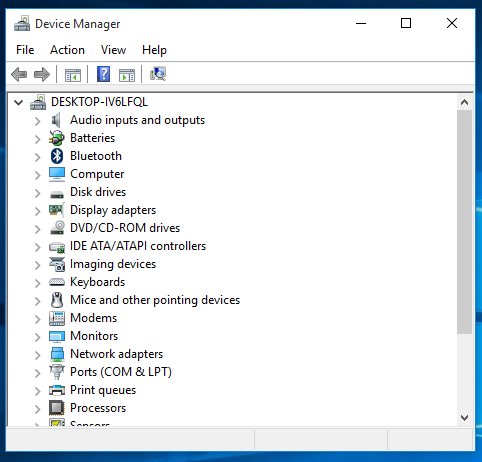 Device Manager
File Action View Help
DESKTOP-IV6LFQL
Audio inputs and outputs
Batteries
Bluetooth
Computer
Disk drives
Display adapters
DVD/CD-ROM drives
IDE ATA/ATAPI controllers
Imaging devices
Keyboards
Mice and other pointing devices
Modems
Monitors
Network adapters
Ports (COM & LPT)
Print queues
Processors
Sensors